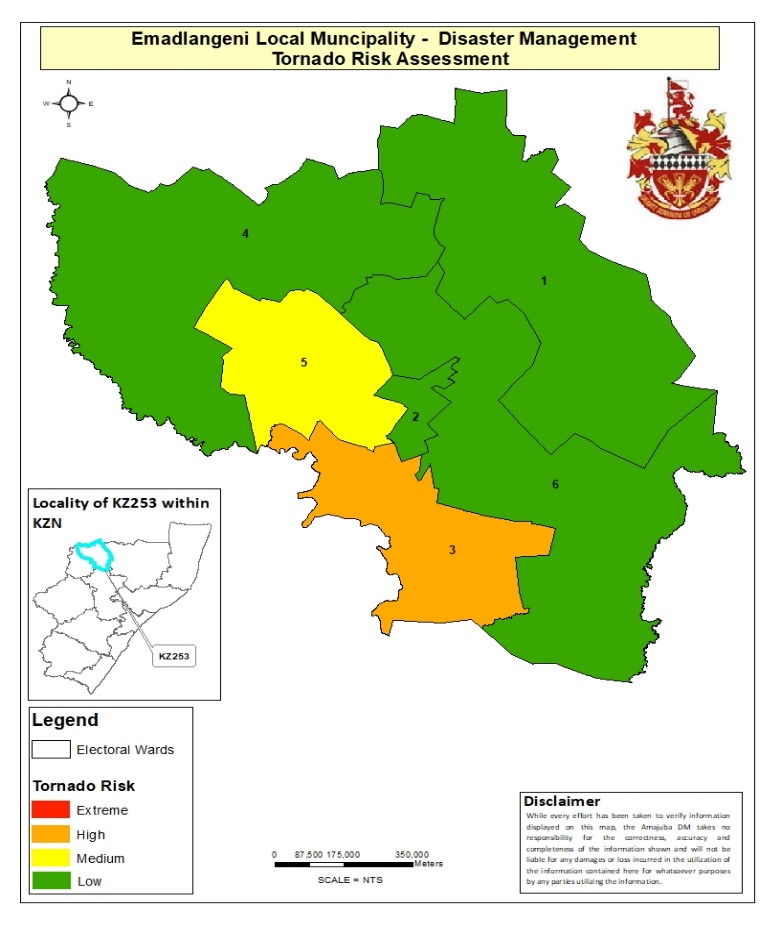 Emadlangeni Local Muncipality - Disaster Management
Tornado Risk Assessment
N
W E
S
4
1
5
2
6
3
Locality of KZ253 within
KZN
KZ253
Legend
Electoral Wards
Tornado Risk
Extreme
High
Medium
Low
0 87,500 175,000 350,000
Meters
SCALE = NTS
Disclaimer
While every effort has been taken to verify information
displayed on this map, the Amajuba DM takes no
responsibility for the correctness, accuracy and
completeness of the information shown and will not be
liable for any damages or loss incurred in the utilization of
the information contained here for whatsoever purposes
by any parties utilizing the information.